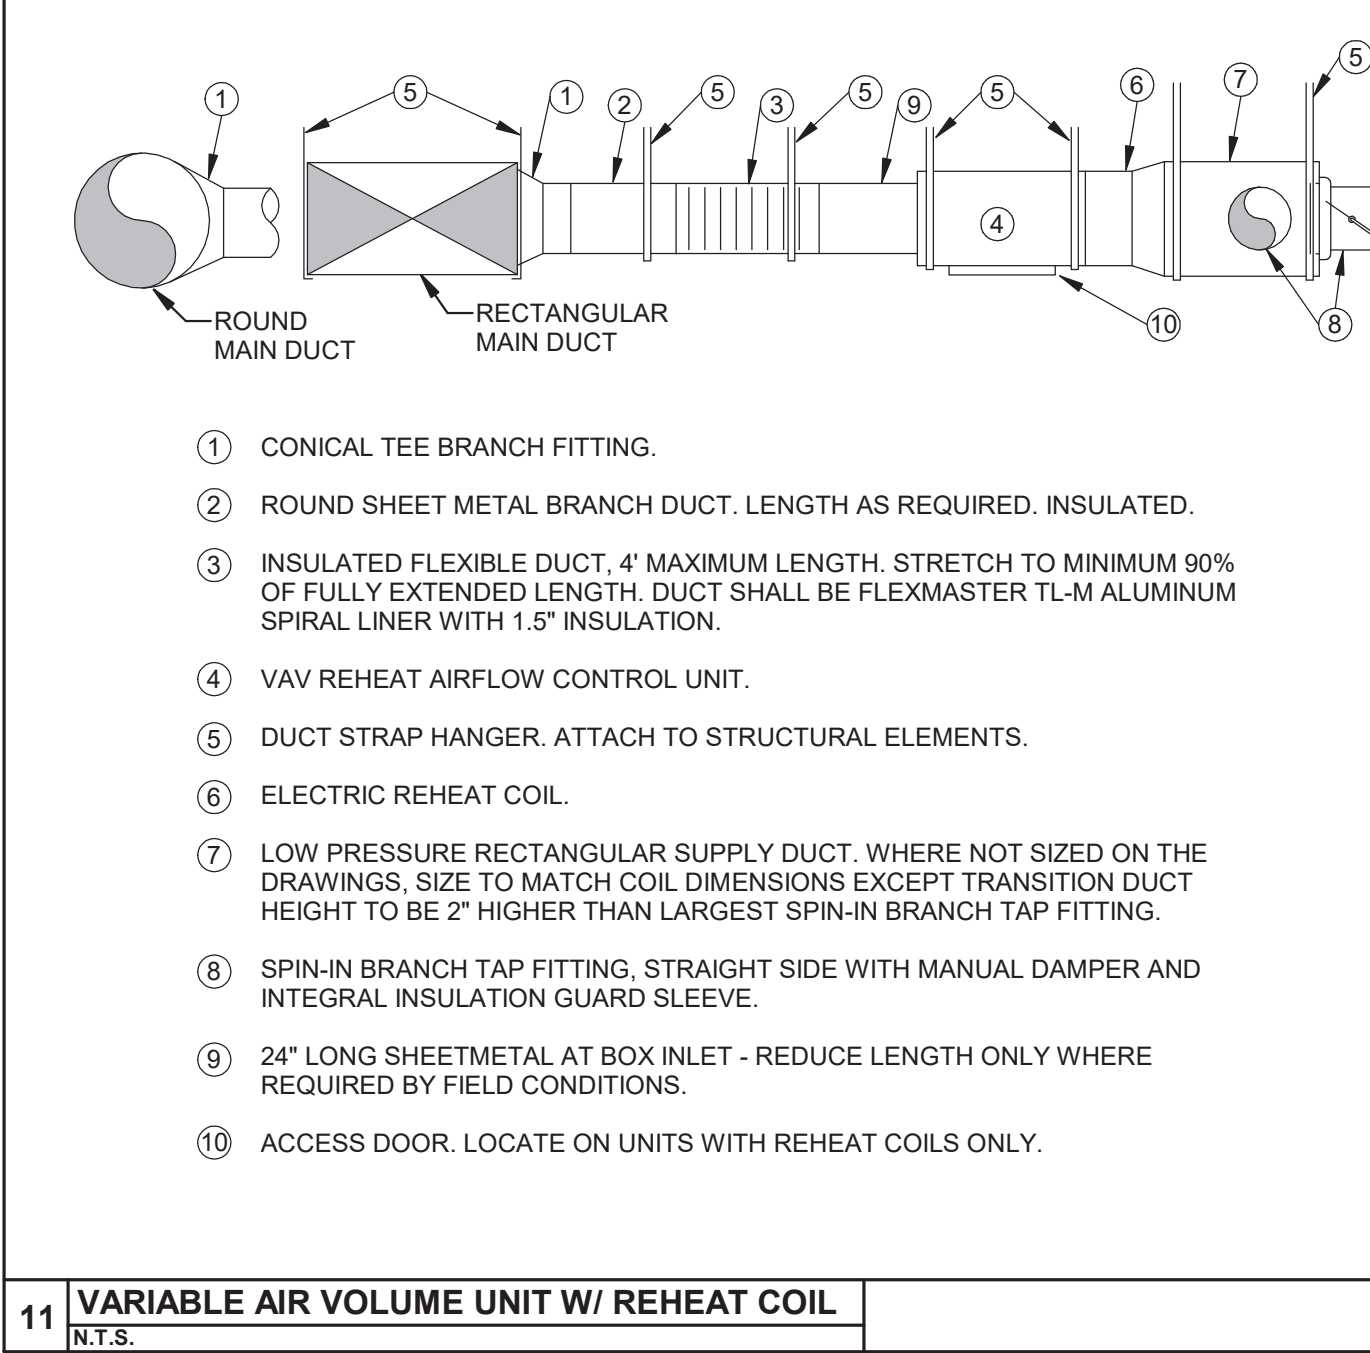 5
1
5
1
2
5
3
5
9
5
6
7
4
10
8
ROUND
MAIN DUCT
RECTANGULAR
MAIN DUCT
1 CONICAL TEE BRANCH FITTING.
2 ROUND SHEET METAL BRANCH DUCT. LENGTH AS REQUIRED. INSULATED.
3 INSULATED FLEXIBLE DUCT, 4' MAXIMUM LENGTH. STRETCH TO MINIMUM 90%
OF FULLY EXTENDED LENGTH. DUCT SHALL BE FLEXMASTER TL-M ALUMINUM
SPIRAL LINER WITH 1.5" INSULATION.
4 VAV REHEAT AIRFLOW CONTROL UNIT.
5 DUCT STRAP HANGER. ATTACH TO STRUCTURAL ELEMENTS.
6 ELECTRIC REHEAT COIL.
7 LOW PRESSURE RECTANGULAR SUPPLY DUCT. WHERE NOT SIZED ON THE
DRAWINGS, SIZE TO MATCH COIL DIMENSIONS EXCEPT TRANSITION DUCT
HEIGHT TO BE 2" HIGHER THAN LARGEST SPIN-IN BRANCH TAP FITTING.
8 SPIN-IN BRANCH TAP FITTING, STRAIGHT SIDE WITH MANUAL DAMPER AND
INTEGRAL INSULATION GUARD SLEEVE.
9 24" LONG SHEETMETAL AT BOX INLET - REDUCE LENGTH ONLY WHERE
REQUIRED BY FIELD CONDITIONS.
10 ACCESS DOOR. LOCATE ON UNITS WITH REHEAT COILS ONLY.
11 VARIABLE AIR VOLUME UNIT W/ REHEAT COIL
N.T.S.